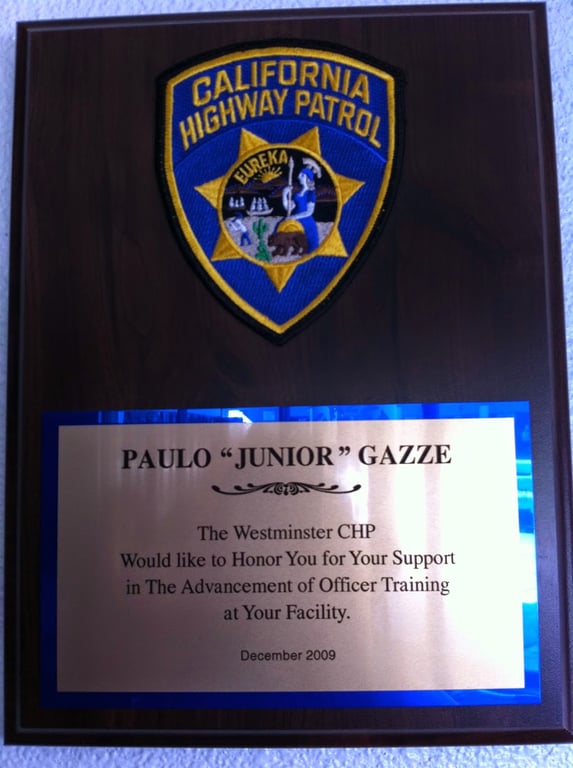 CALIFORNIA
HIGHWAY PATROL
EUREKA
PAULO “JUNIOR” GAZZE
The Westminster CHP
Would like to Honor You for Your Support
in The Advancement of Officer Training
at Your Facility.
December 2009